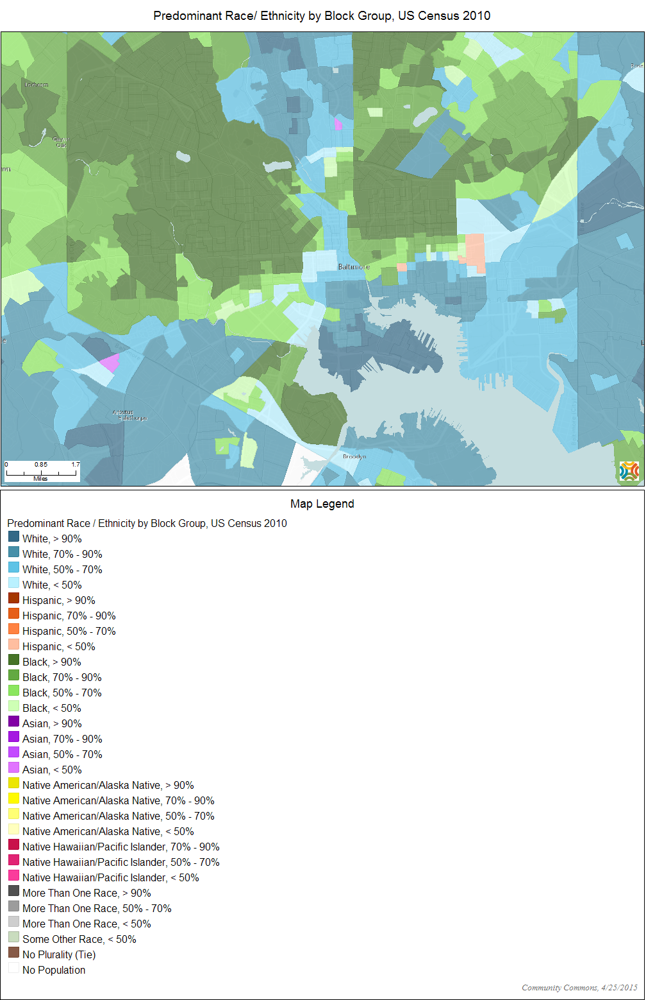 Predominant Race/ Ethnicity by Block Group, US Census 2010
Lochearn
Gwynn
Oak
wn
Baltimore
Arbutus
Halethorpe
Brooklyn
0 0.85 1.7
Miles
Map Legend
Predominant Race / Ethnicity by Block Group, US Census 2010
White, > 90%
White, 70% - 90%
White, 50% - 70%
White, < 50%
Hispanic, > 90%
Hispanic, 70% - 90%
Hispanic, 50% - 70%
Hispanic, < 50%
Black, > 90%
Black, 70% - 90%
Black, 50% - 70%
Black, < 50%
Asian, > 90%
Asian, 70% - 90%
Asian, 50% - 70%
Asian, < 50%
Native American/Alaska Native, > 90%
Native American/Alaska Native, 70% - 90%
Native American/Alaska Native, 50% - 70%
Native American/Alaska Native, < 50%
Native Hawaiian/Pacific Islander, 70% - 90%
Native Hawaiian/Pacific Islander, 50% - 70%
Native Hawaiian/Pacific Islander, < 50%
More Than One Race, > 90%
More Than One Race, 50% - 70%
More Than One Race, < 50%
Some Other Race, < 50%
No Plurality (Tie)
No Population
Community Commons, 4/25/2015